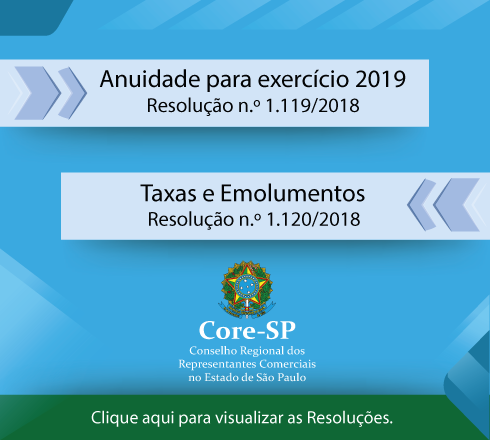 Anuidade para exercício 2019
Resolução n.º 1.119/2018
Taxas e Emolumentos
Resolução n.º 1.120/2018
Core-SP
Conselho Regional dos
Representantes Comerciais
no Estado de São Paulo
Clique aqui para visualizar as Resoluções.